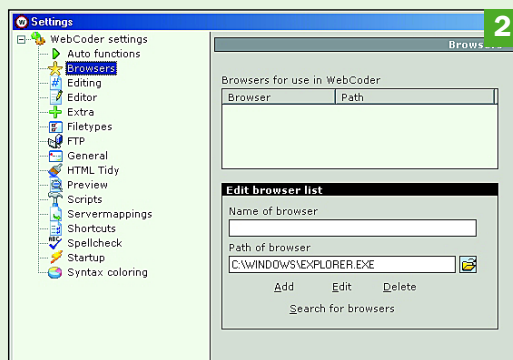 Settings
2
WebCoder settings
Auto functions
Browsers
Editing
Editor
Extra
Filetypes
FTP
General
HTML Tidy
Preview
Scripts
Servermappings
Shortcuts
Spellcheck
Startup
Syntax coloring
Browsers
Browsers for use in WebCoder
Browser Path
Edit browser list
Name of browser
Path of browser
C:\WINDOWS\EXPLORER.EXE
Add Edit Delete
Search for browsers